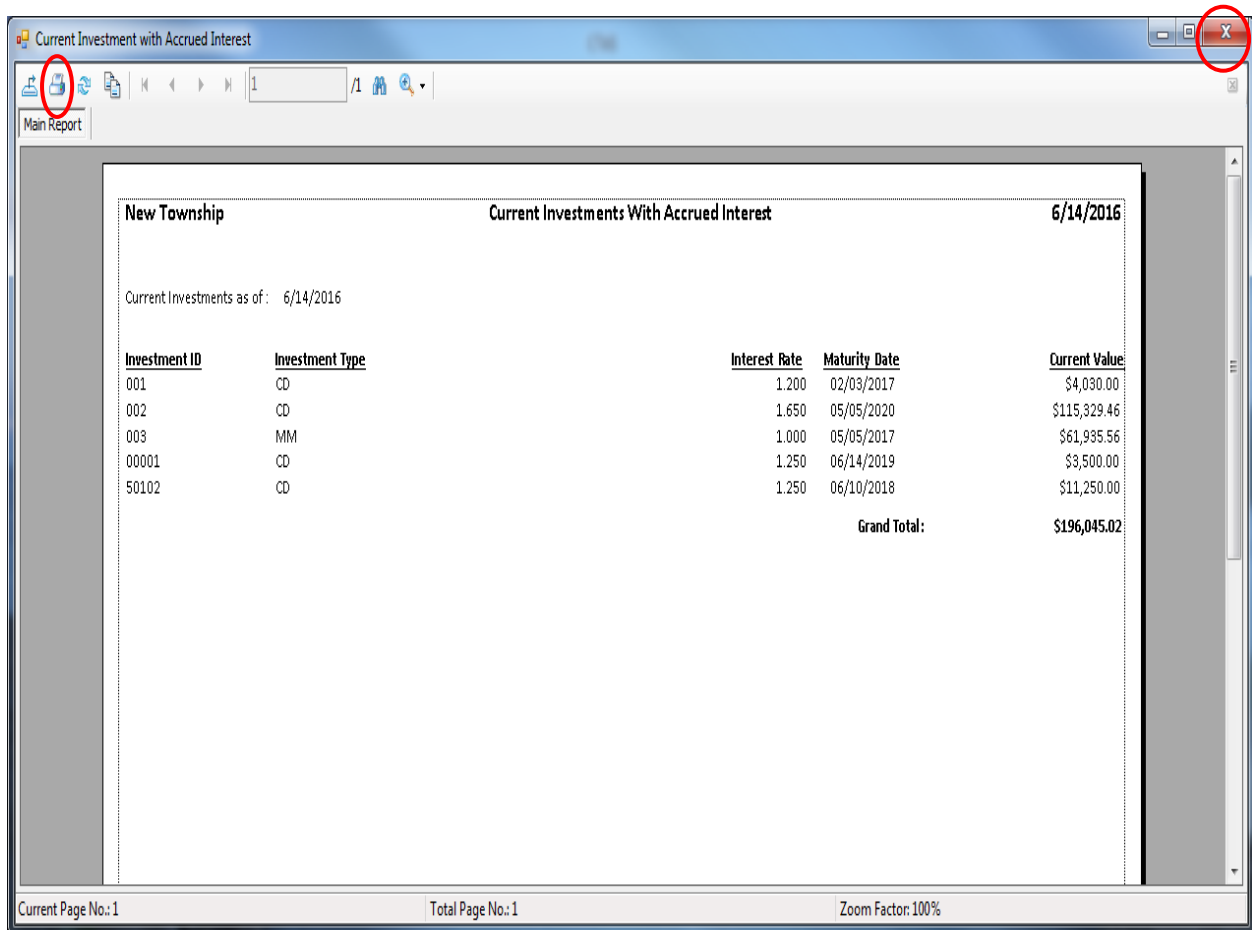 Current Investment with Accrued Interest
X
1 /1
Main Report
New Township Current Investments With Accrued Interest 6/14/2016
Current Investments as of : 6/14/2016
Investment ID Investment Type Interest Rate Maturity Date Current Value
001 CD 1.200 02/03/2017 $4,030.00
002 CD 1.650 05/05/2020 $115,329.46
003 MM 1.000 05/05/2017 $61,935.56
00001 CD 1.250 06/14/2019 $3,500.00
50102 CD 1.250 06/10/2018 $11,250.00
Grand Total: $196,045.02
Current Page No.: 1 Total Page No.: 1 Zoom Factor: 100%